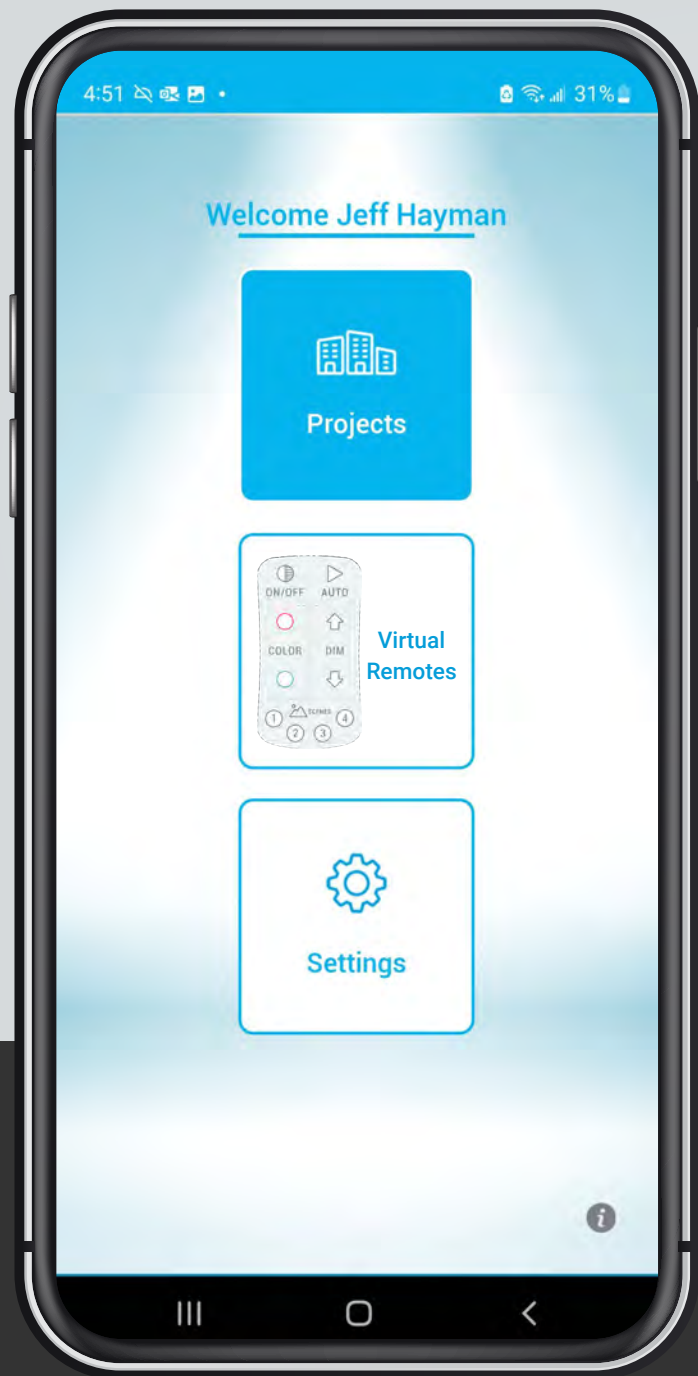 4:51
31%
Welcome Jeff Hayman
Projects
ON/OFF AUTO
COLOR DIM
SCENES
1 2 3 4
Virtual
Remotes
Settings